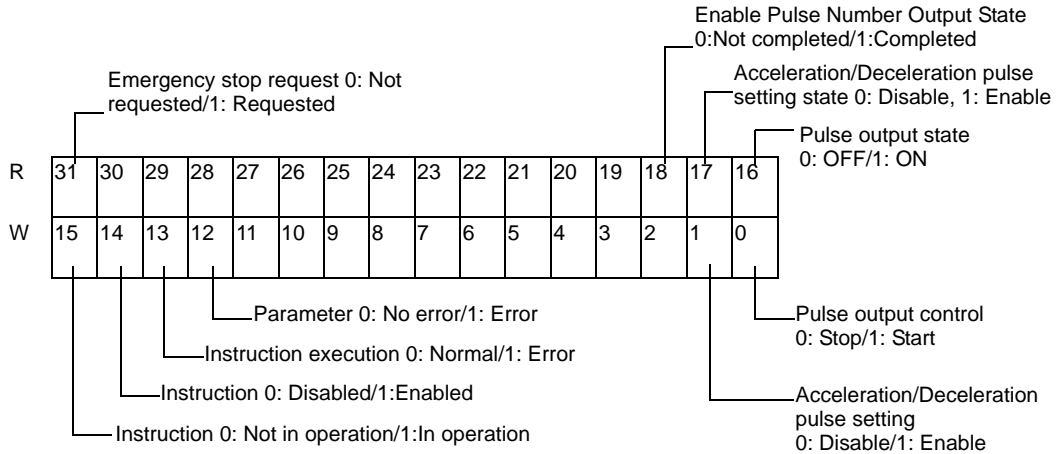 Enable Pulse Number Output State
0:Not completed/1:Completed
Emergency stop request 0: Not
requested/1: Requested
Acceleration/Deceleration pulse
setting state 0: Disable, 1: Enable
Pulse output state
0: OFF/1: ON
R 31 30 29 28 27 26 25 24 23 22 21 20 19 18 17 16
W 15 14 13 12 11 10 9 8 7 6 5 4 3 2 1 0
Parameter 0: No error/1: Error
Instruction execution 0: Normal/1: Error
Instruction 0: Disabled/1:Enabled
Instruction 0: Not in operation/1:In operation
Pulse output control
0: Stop/1: Start
Acceleration/Deceleration
pulse setting
0: Disable/1: Enable